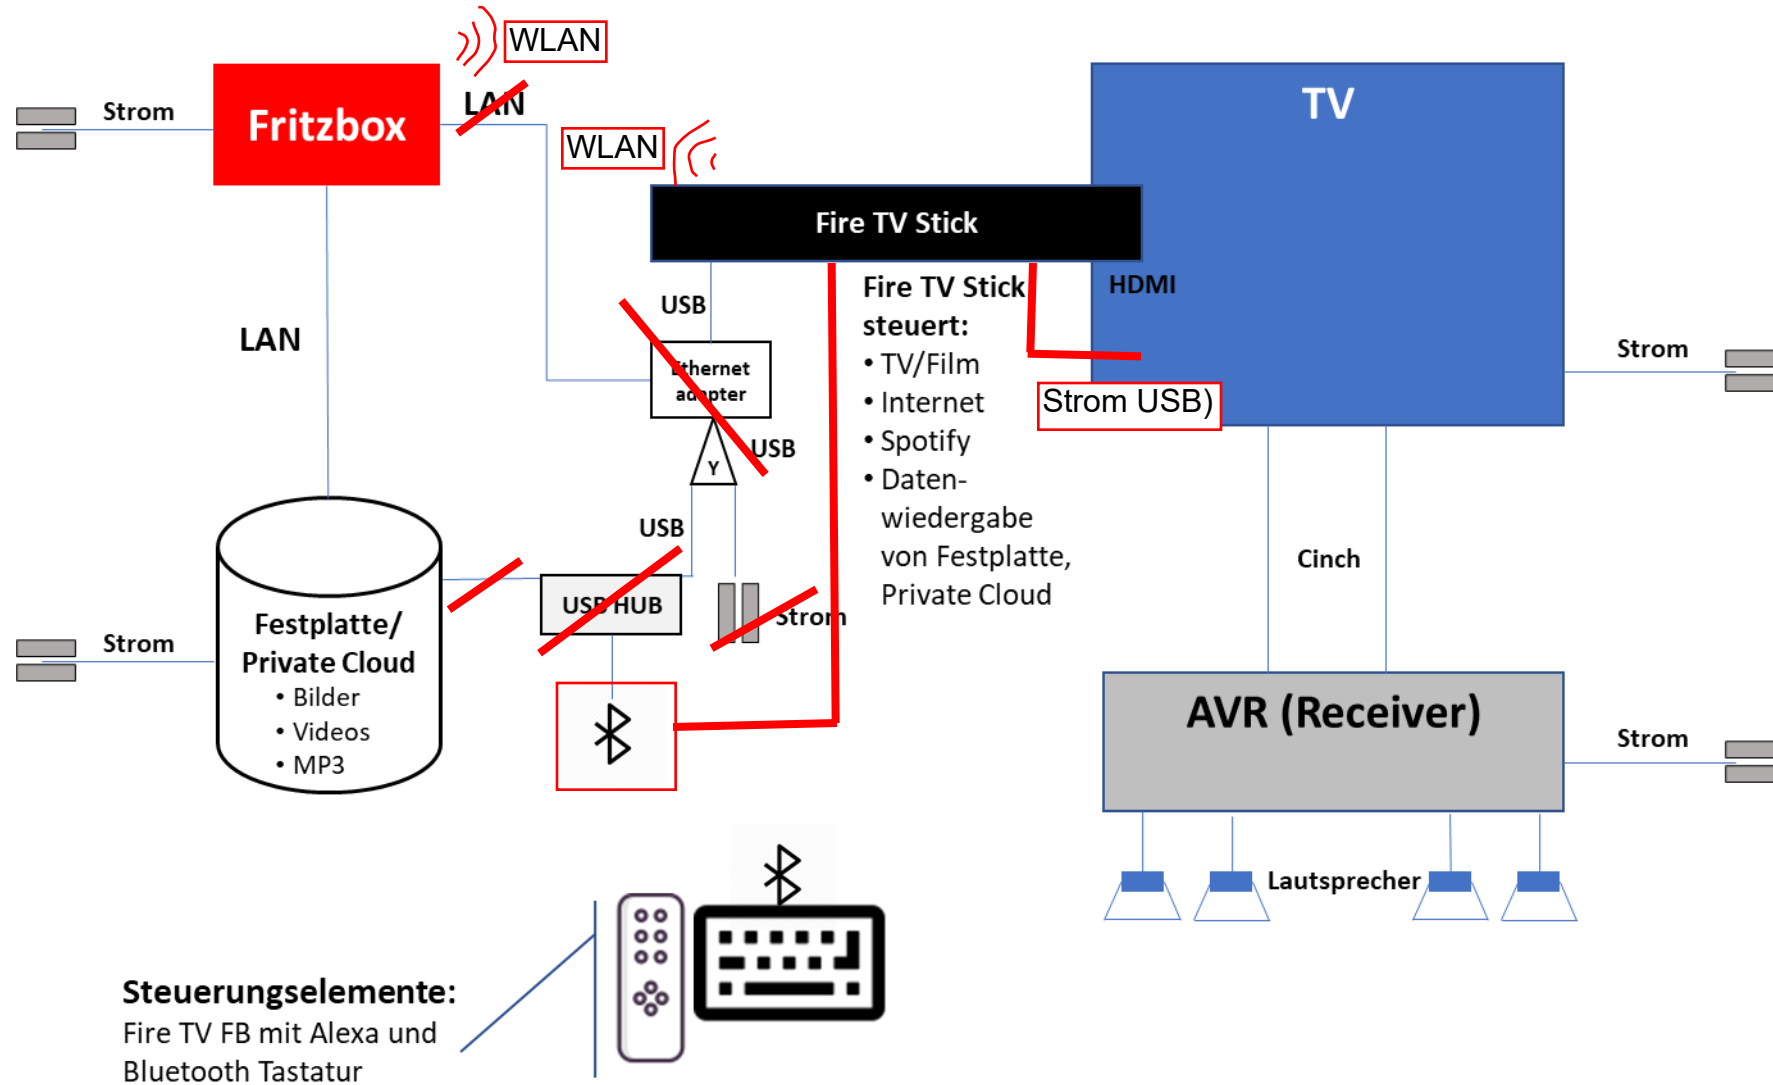 WLAN
Strom
Fritzbox
LAN
TV
WLAN
Fire TV Stick
HDMI
USB
LAN
Ethernet
adapter
Y
USB
USB
Fire TV Stick
steuert:
• TV/Film
• Internet
• Spotify
• Daten-
wiedergabe
von Festplatte,
Private Cloud
Strom USB)
Strom
Cinch
USB HUB
Strom
Strom
Festplatte/
Private Cloud
• Bilder
• Videos
• MP3
AVR (Receiver)
Strom
Lautsprecher
Steuerungselemente:
Fire TV FB mit Alexa und
Bluetooth Tastatur